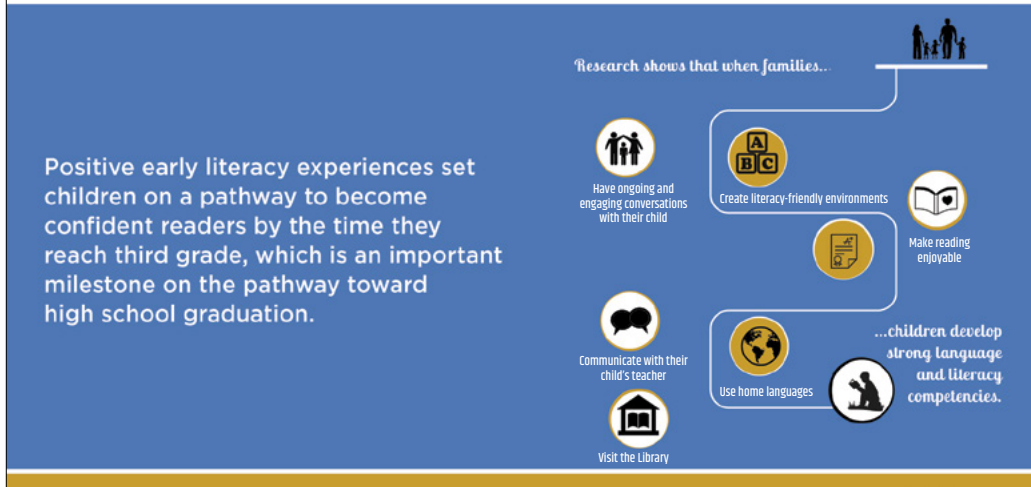 Positive early literacy experiences set
children on a pathway to become
confident readers by the time they
reach third grade, which is an important
milestone on the pathway toward
high school graduation.
Research shows that when families...
Have ongoing and
engaging conversations
with their child
A
B C
Create literacy-friendly environments
Make reading
enjoyable
A+
Communicate with their
child's teacher
Use home languages
Visit the Library
...children develop
strong language
and literacy
competencies.